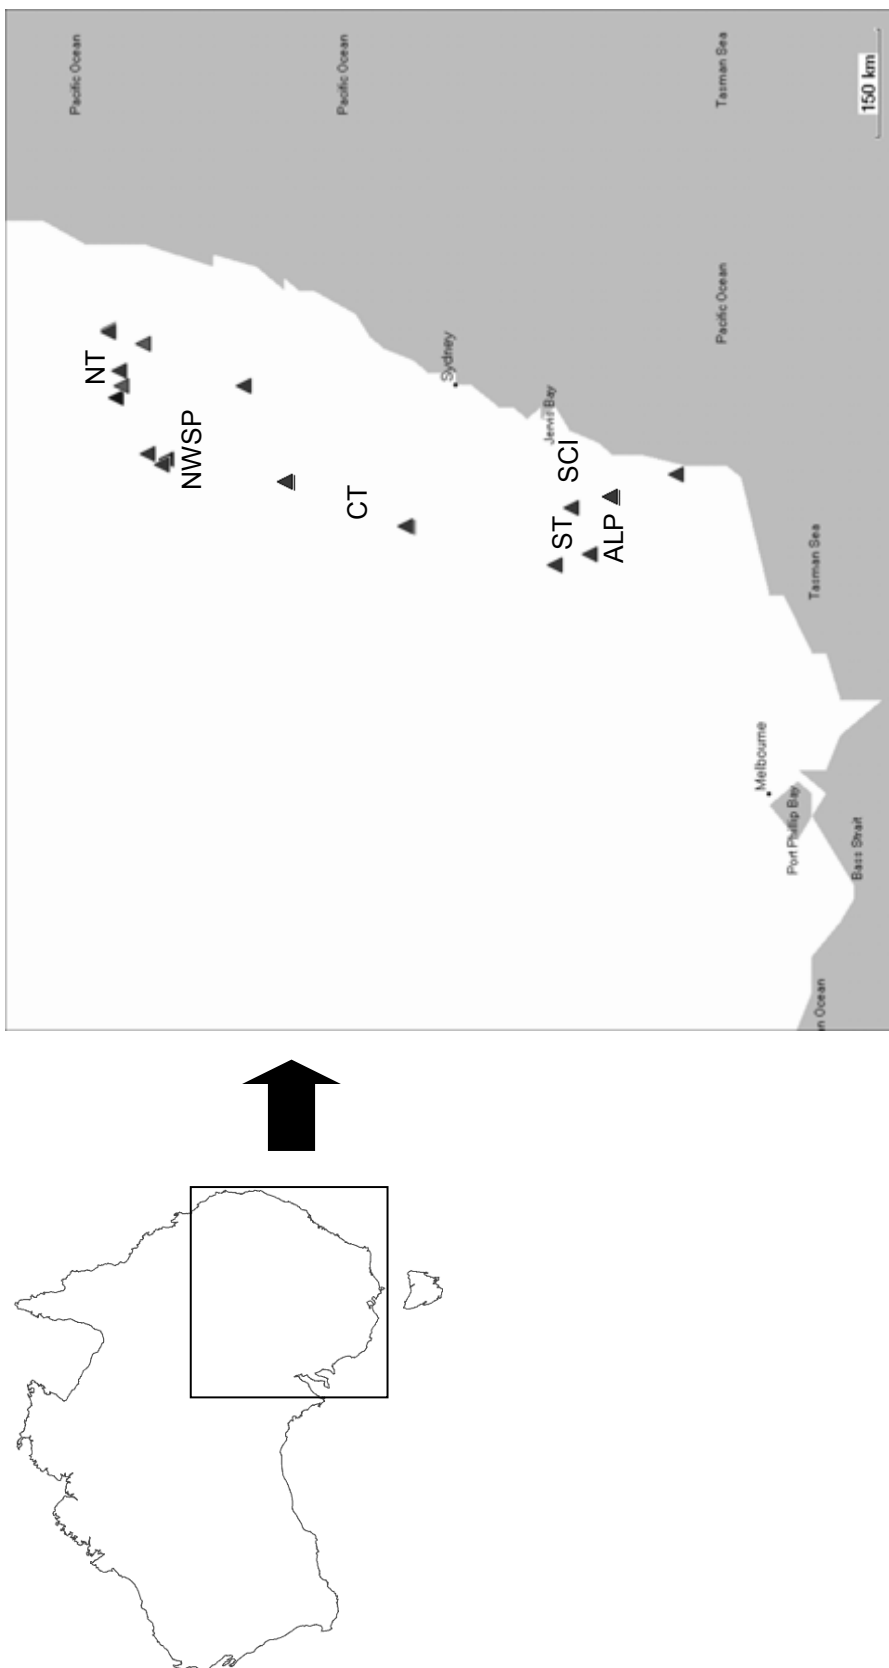 Pacific Ocean
Pacific Ocean
Tasman Sea
150 km
Pacific Ocean
NT
Sydney
NWSP
Jervis Bay
SCI
CT
ST
ALP
Tasman Sea
Melbourne
Port Phillip Bay
Bass Strait
n Ocean